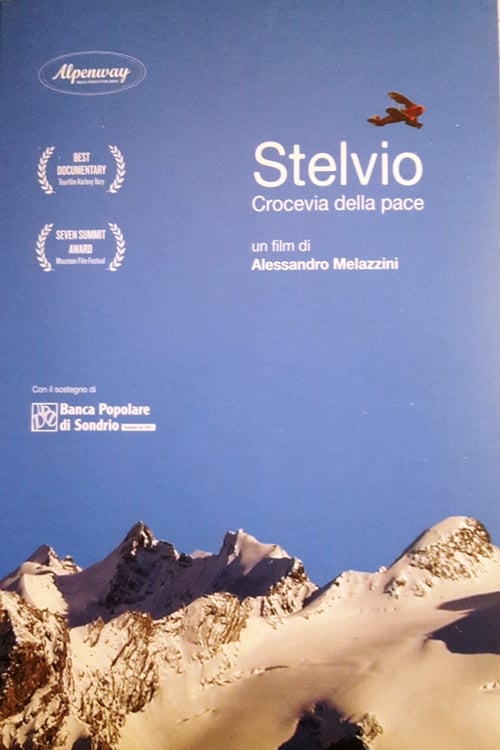 Alpenway
Stelvio
Crocevia della pace
un film di
Alessandro Melazzini
BEST
DOCUMENTARY
Tourfilm Karlovy Vary
SEVEN SUMMIT
AWARD
Mountain Film Festival
Con il sostegno di
Banca Popolare
di Sondrio